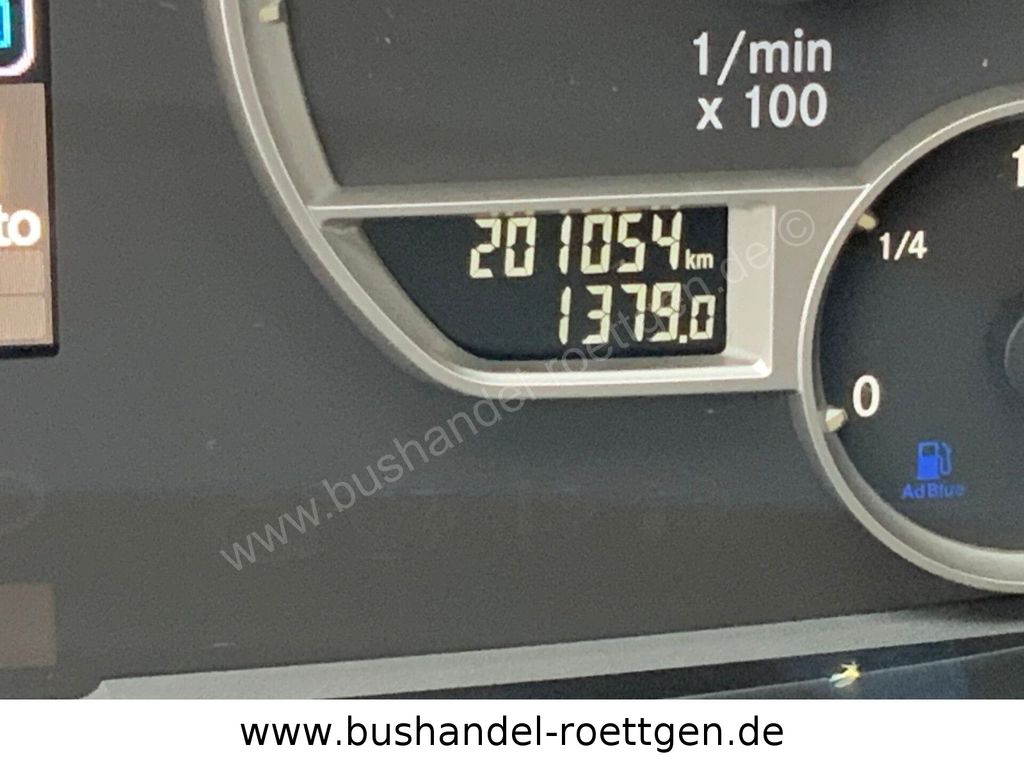 1/min
x 100
to
201054 km
1379.0
1/4
0
AdBlue
www.bushandel-roettgen.de ©
www.bushandel-roettgen.de